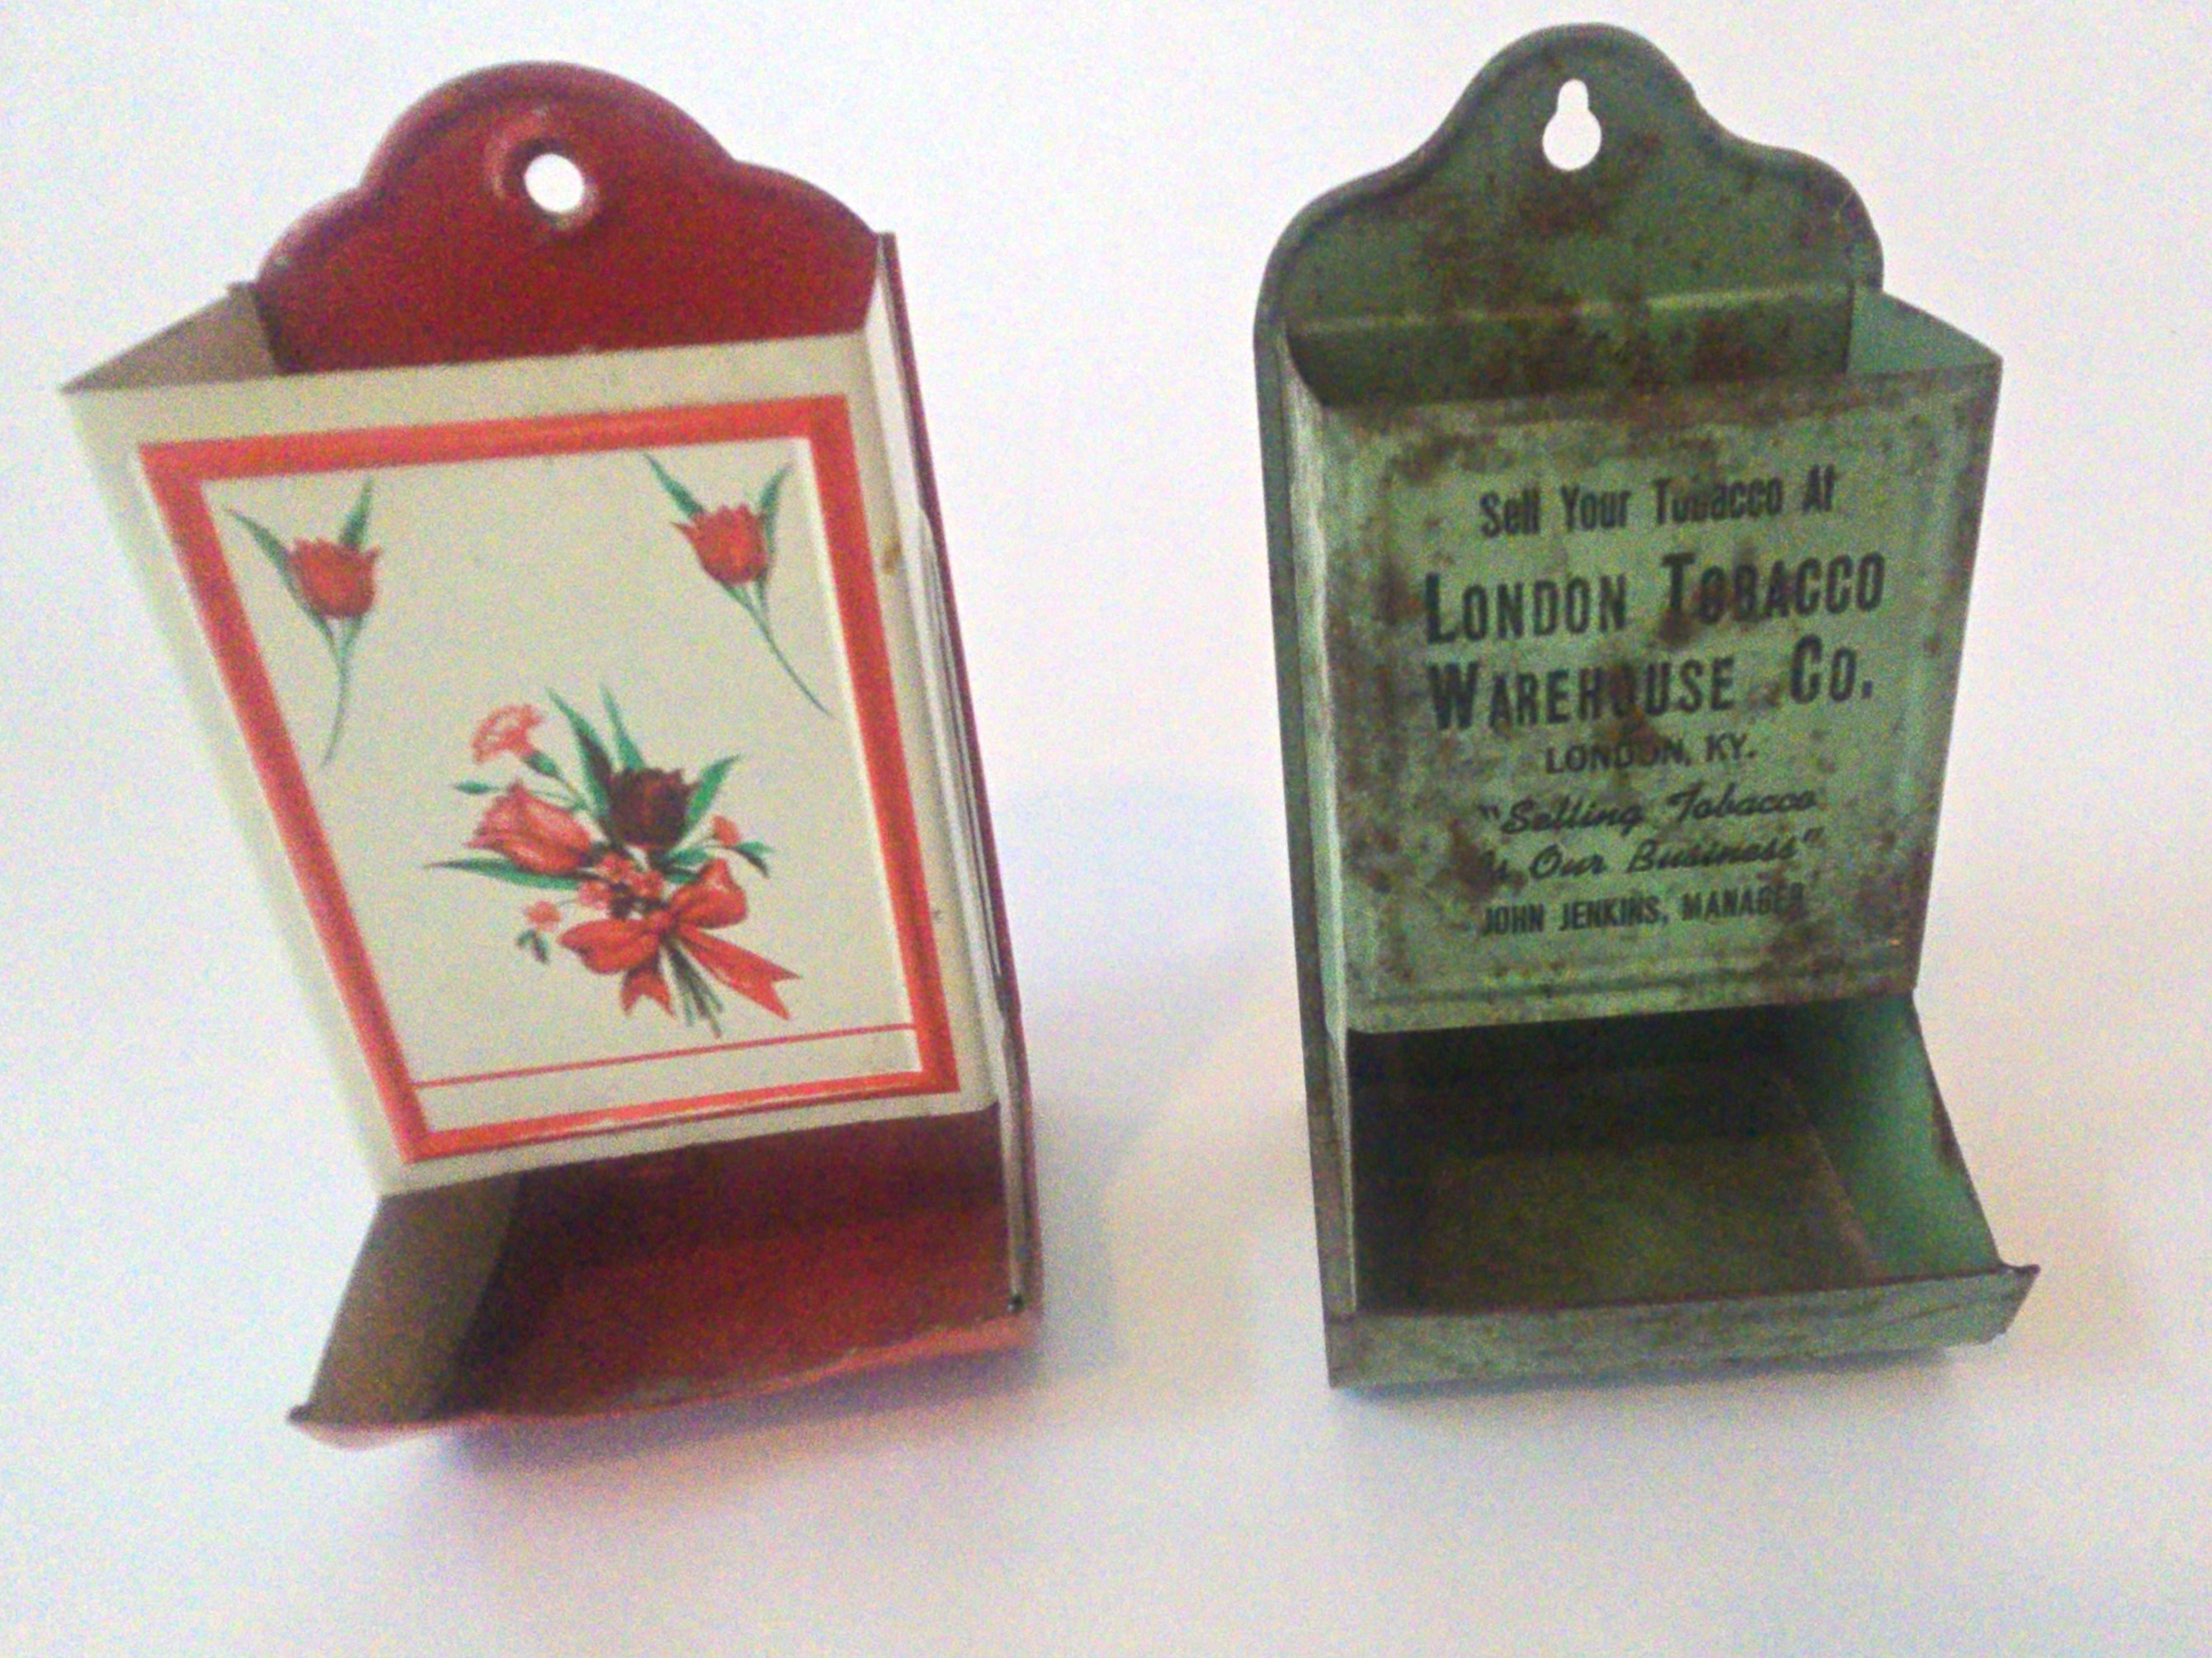 Sell Your Tobacco At
LONDON TOBACCO
WAREHOUSE CO.
LONDON, KY.
"Selling Tobacco
Is Our Business"
JOHN JENKINS, MANAGER